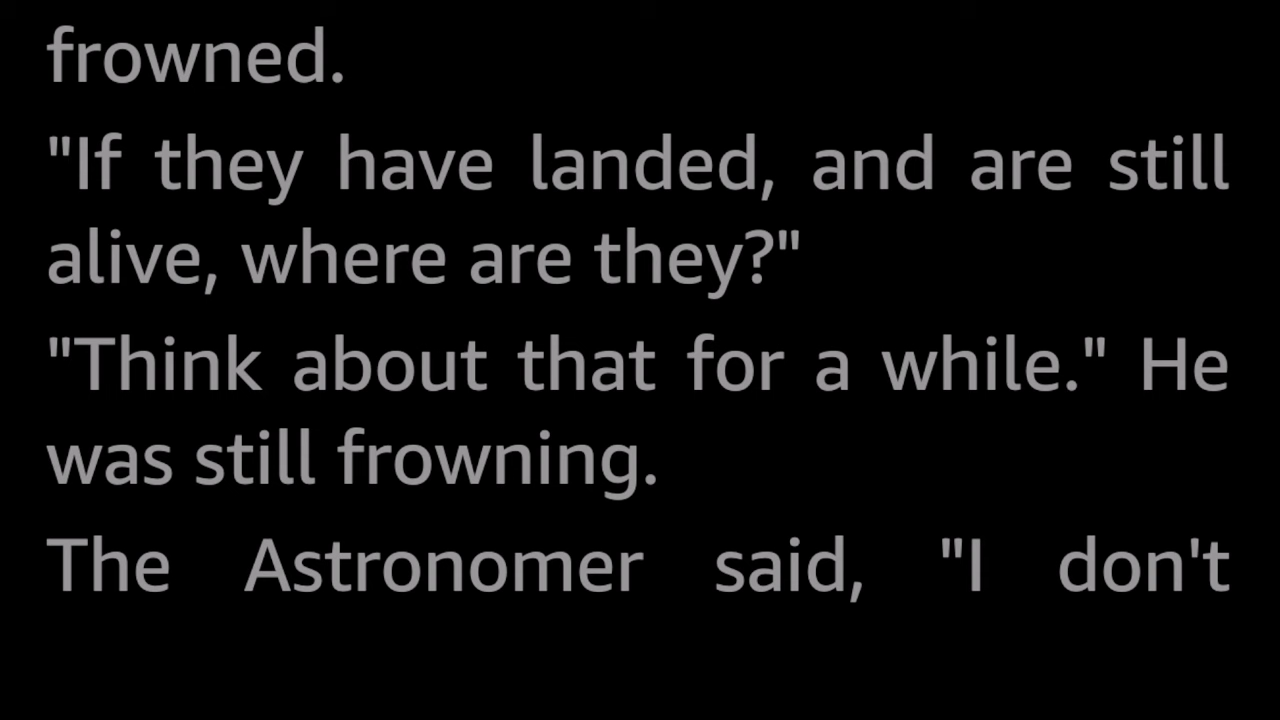 frowned.
"If they have landed, and are still
alive, where are they?"
"Think about that for a while." He
was still frowning.
The Astronomer said, "I don't